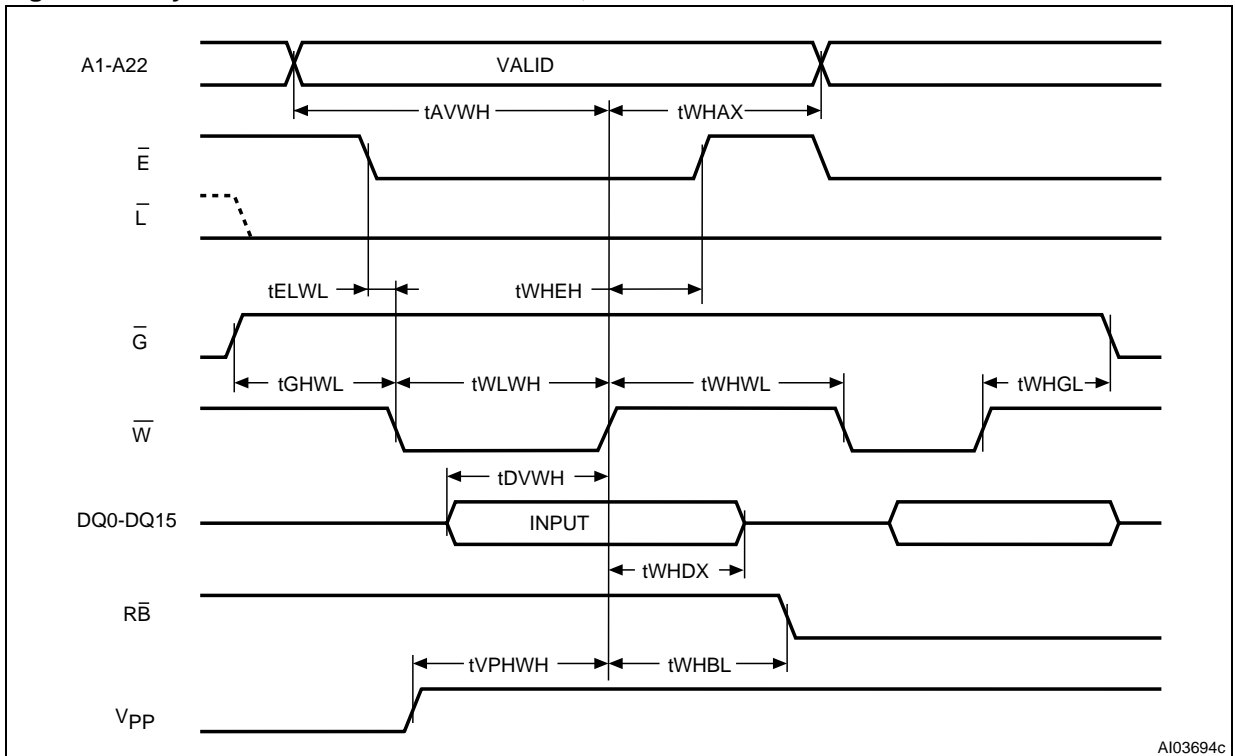 A1-A22
VALID
tAVWH
tWHAX
E̅
L̅
tELWL
tWHEH
G̅
tGHWL
tWLWH
tWHWL
tWHGL
W̅
tDVWH
DQ0-DQ15
INPUT
tWHDX
RB̅
tVPHWH
tWHBL
VPP
AI03694c